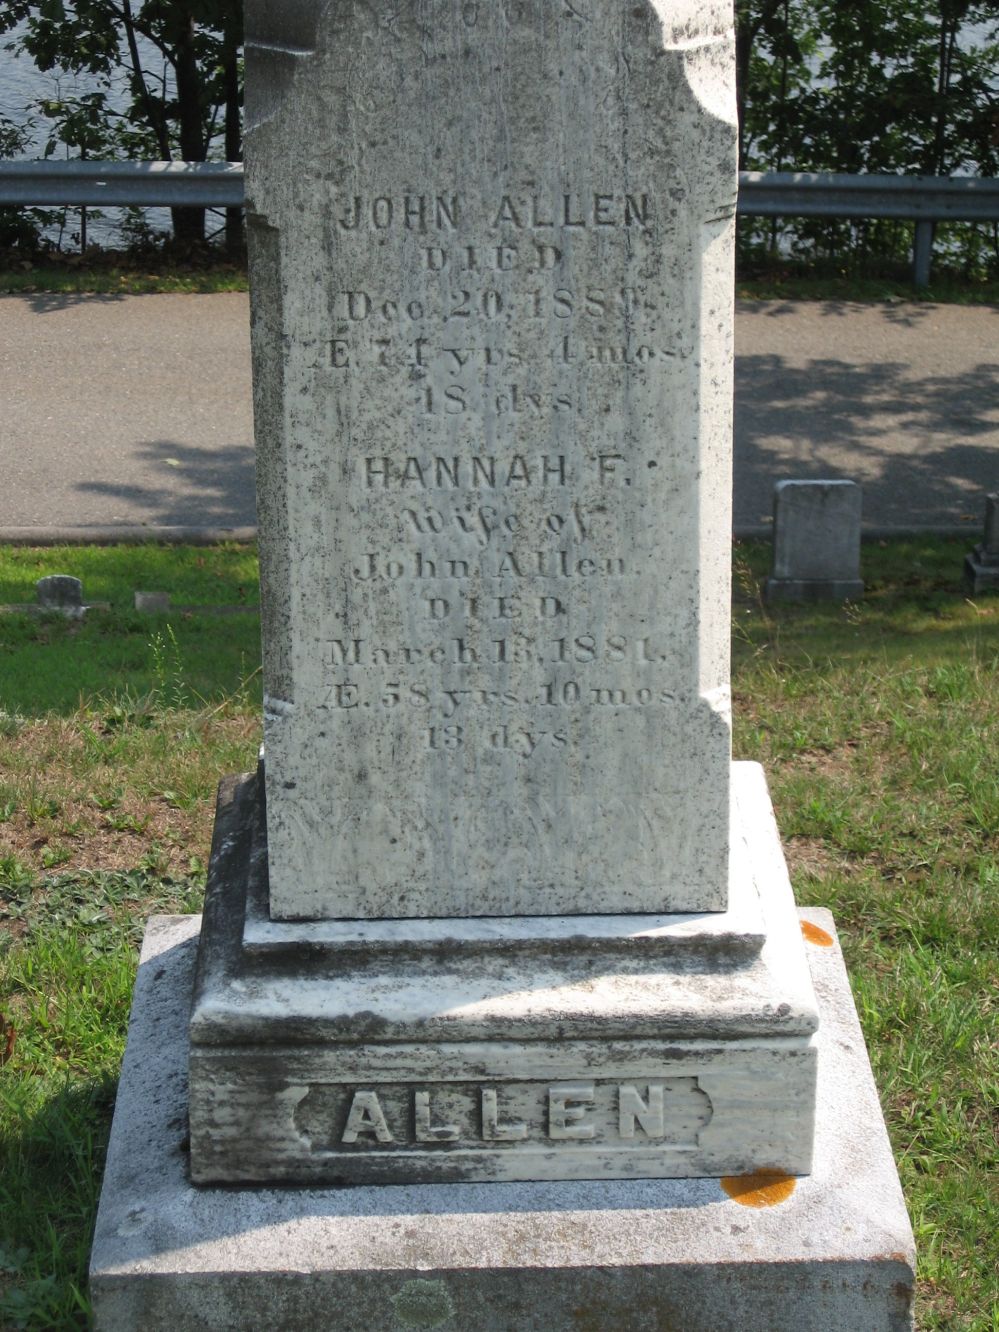 JOHN ALLEN
DIED
Dec. 20, 1889.
Æ. 74 yrs. 4 mos.
18 dys.
HANNAH F.
Wife of
John Allen
DIED
March 13, 1881.
Æ. 58 yrs. 10 mos.
13 dys.
ALLEN